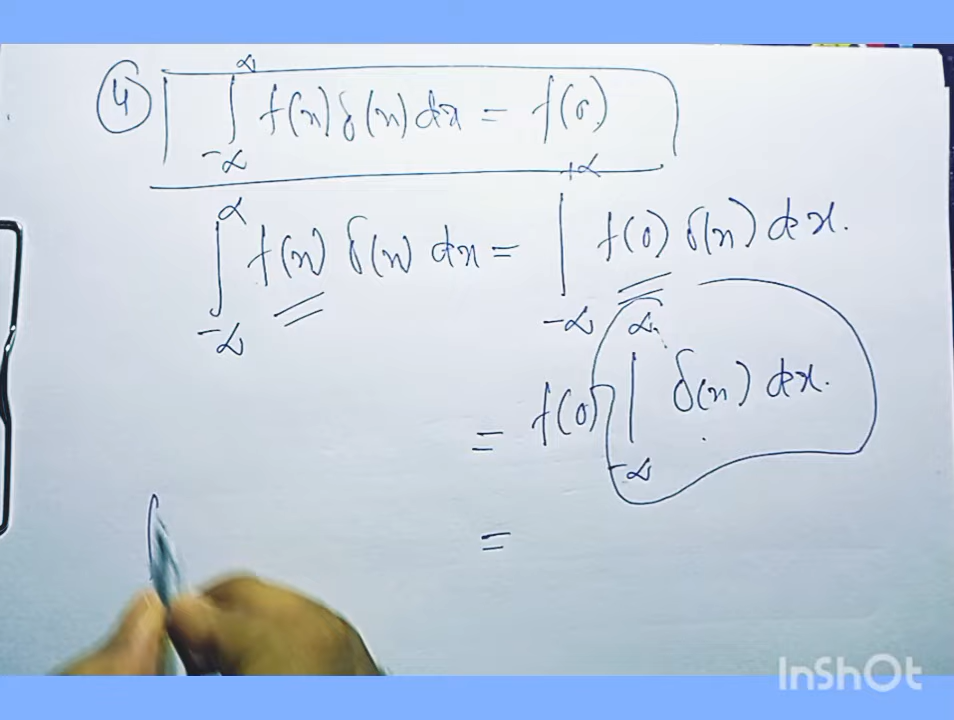 ④ ∫_{-∞}^{∞} f(x) δ(x) dx = f(0)
∫_{-∞}^{∞} f(x) δ(x) dx = ∫_{-∞}^{+∞} f(0) δ(x) dx.
= f(0) ∫_{-∞}^{∞} δ(x) dx.
=
InShOt